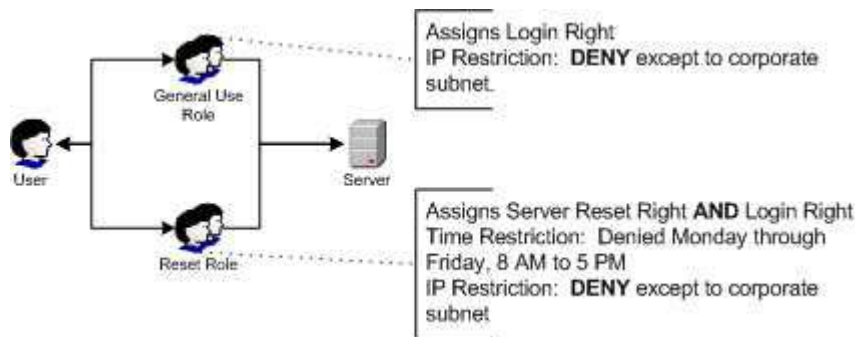 Assigns Login Right
IP Restriction:  DENY except to corporate
subnet.
General Use
Role
User
Server
Assigns Server Reset Right AND Login Right
Time Restriction:  Denied Monday through
Friday, 8 AM to 5 PM
IP Restriction:  DENY except to corporate
subnet
Reset Role